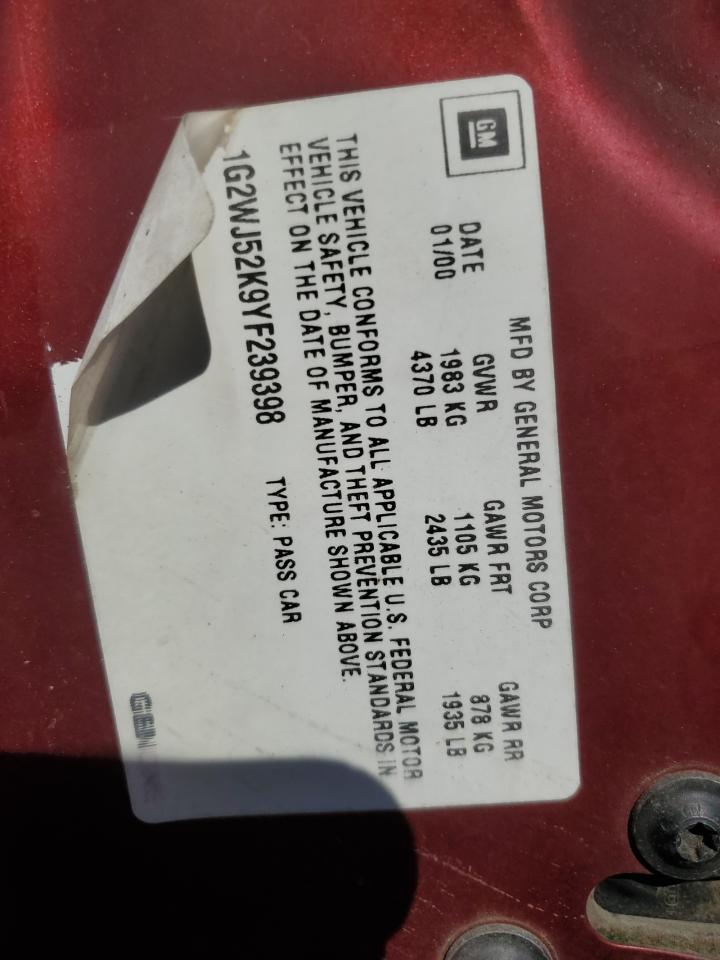 GM
MFD BY GENERAL MOTORS CORP
DATE GVWR GAWR FRT GAWR RR
01/00 1983 KG 1105 KG 878 KG
4370 LB 2435 LB 1935 LB
THIS VEHICLE CONFORMS TO ALL APPLICABLE U.S. FEDERAL MOTOR
VEHICLE SAFETY, BUMPER, AND THEFT PREVENTION STANDARDS IN
EFFECT ON THE DATE OF MANUFACTURE SHOWN ABOVE.
1G2WJ52K9YF239398 TYPE: PASS CAR